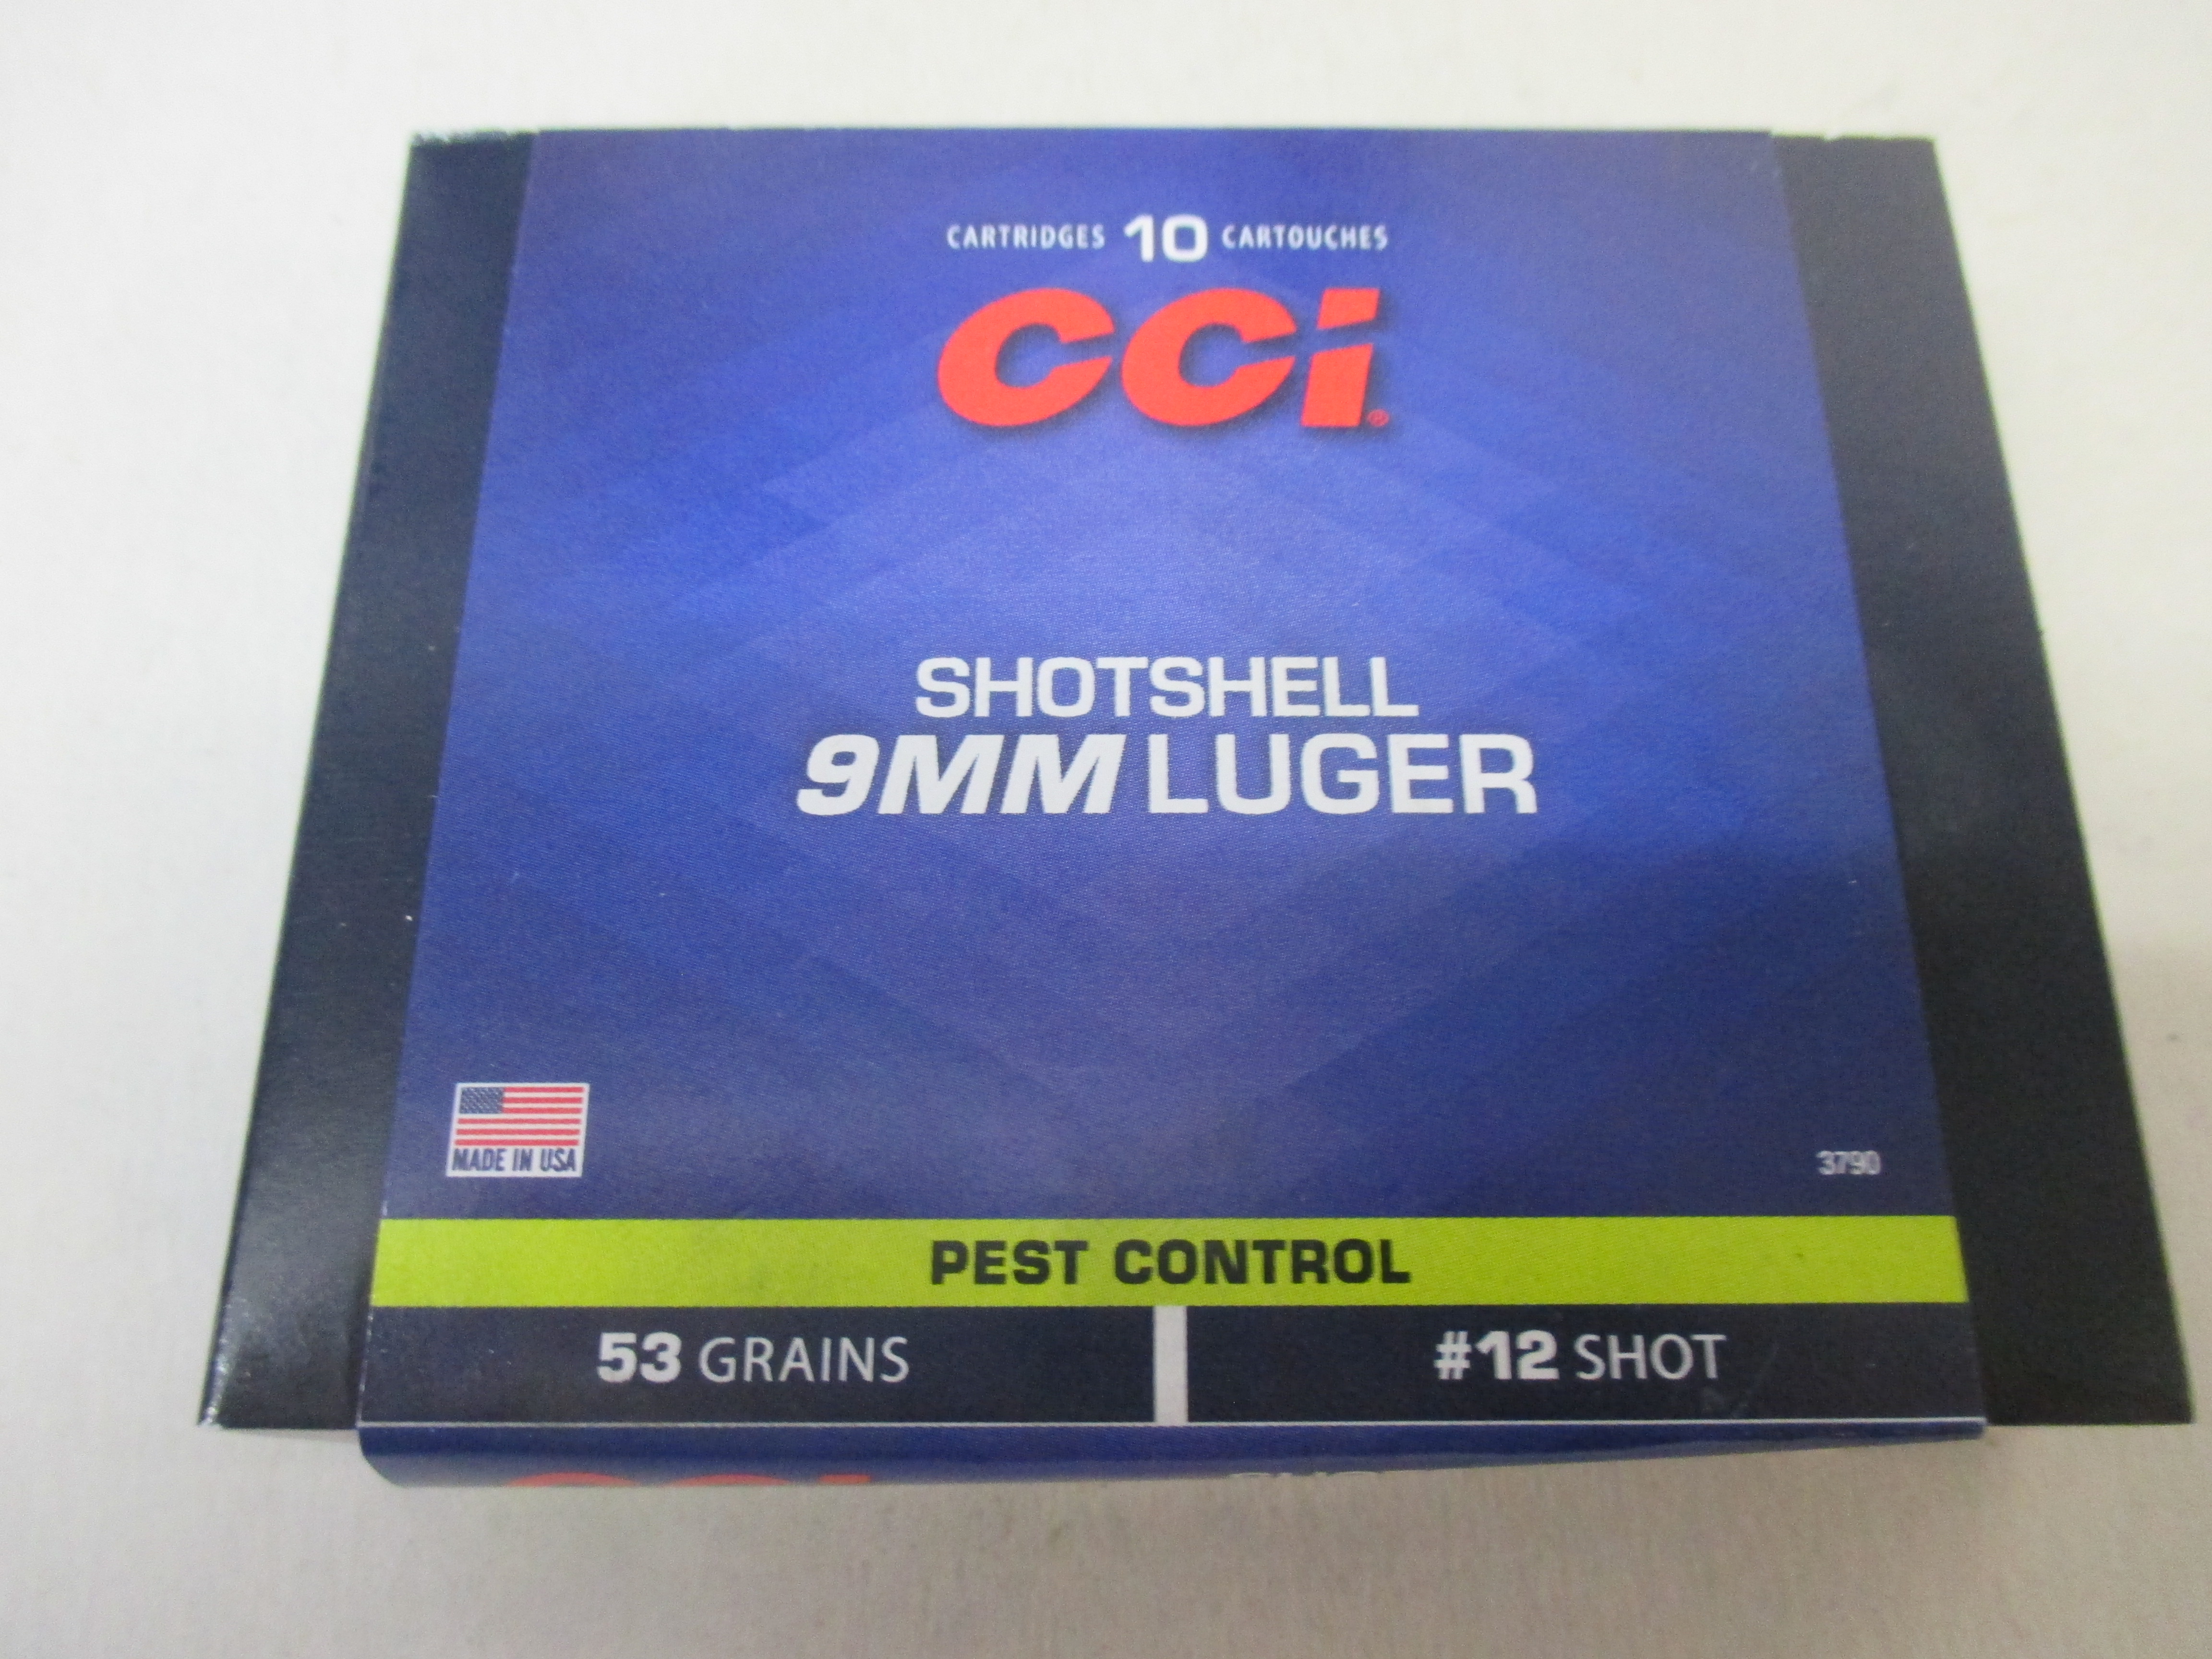 CARTRIDGES 10 CARTOUCHES
CCI®
SHOTSHELL
9MM LUGER
MADE IN USA
3790
PEST CONTROL
53 GRAINS
#12 SHOT